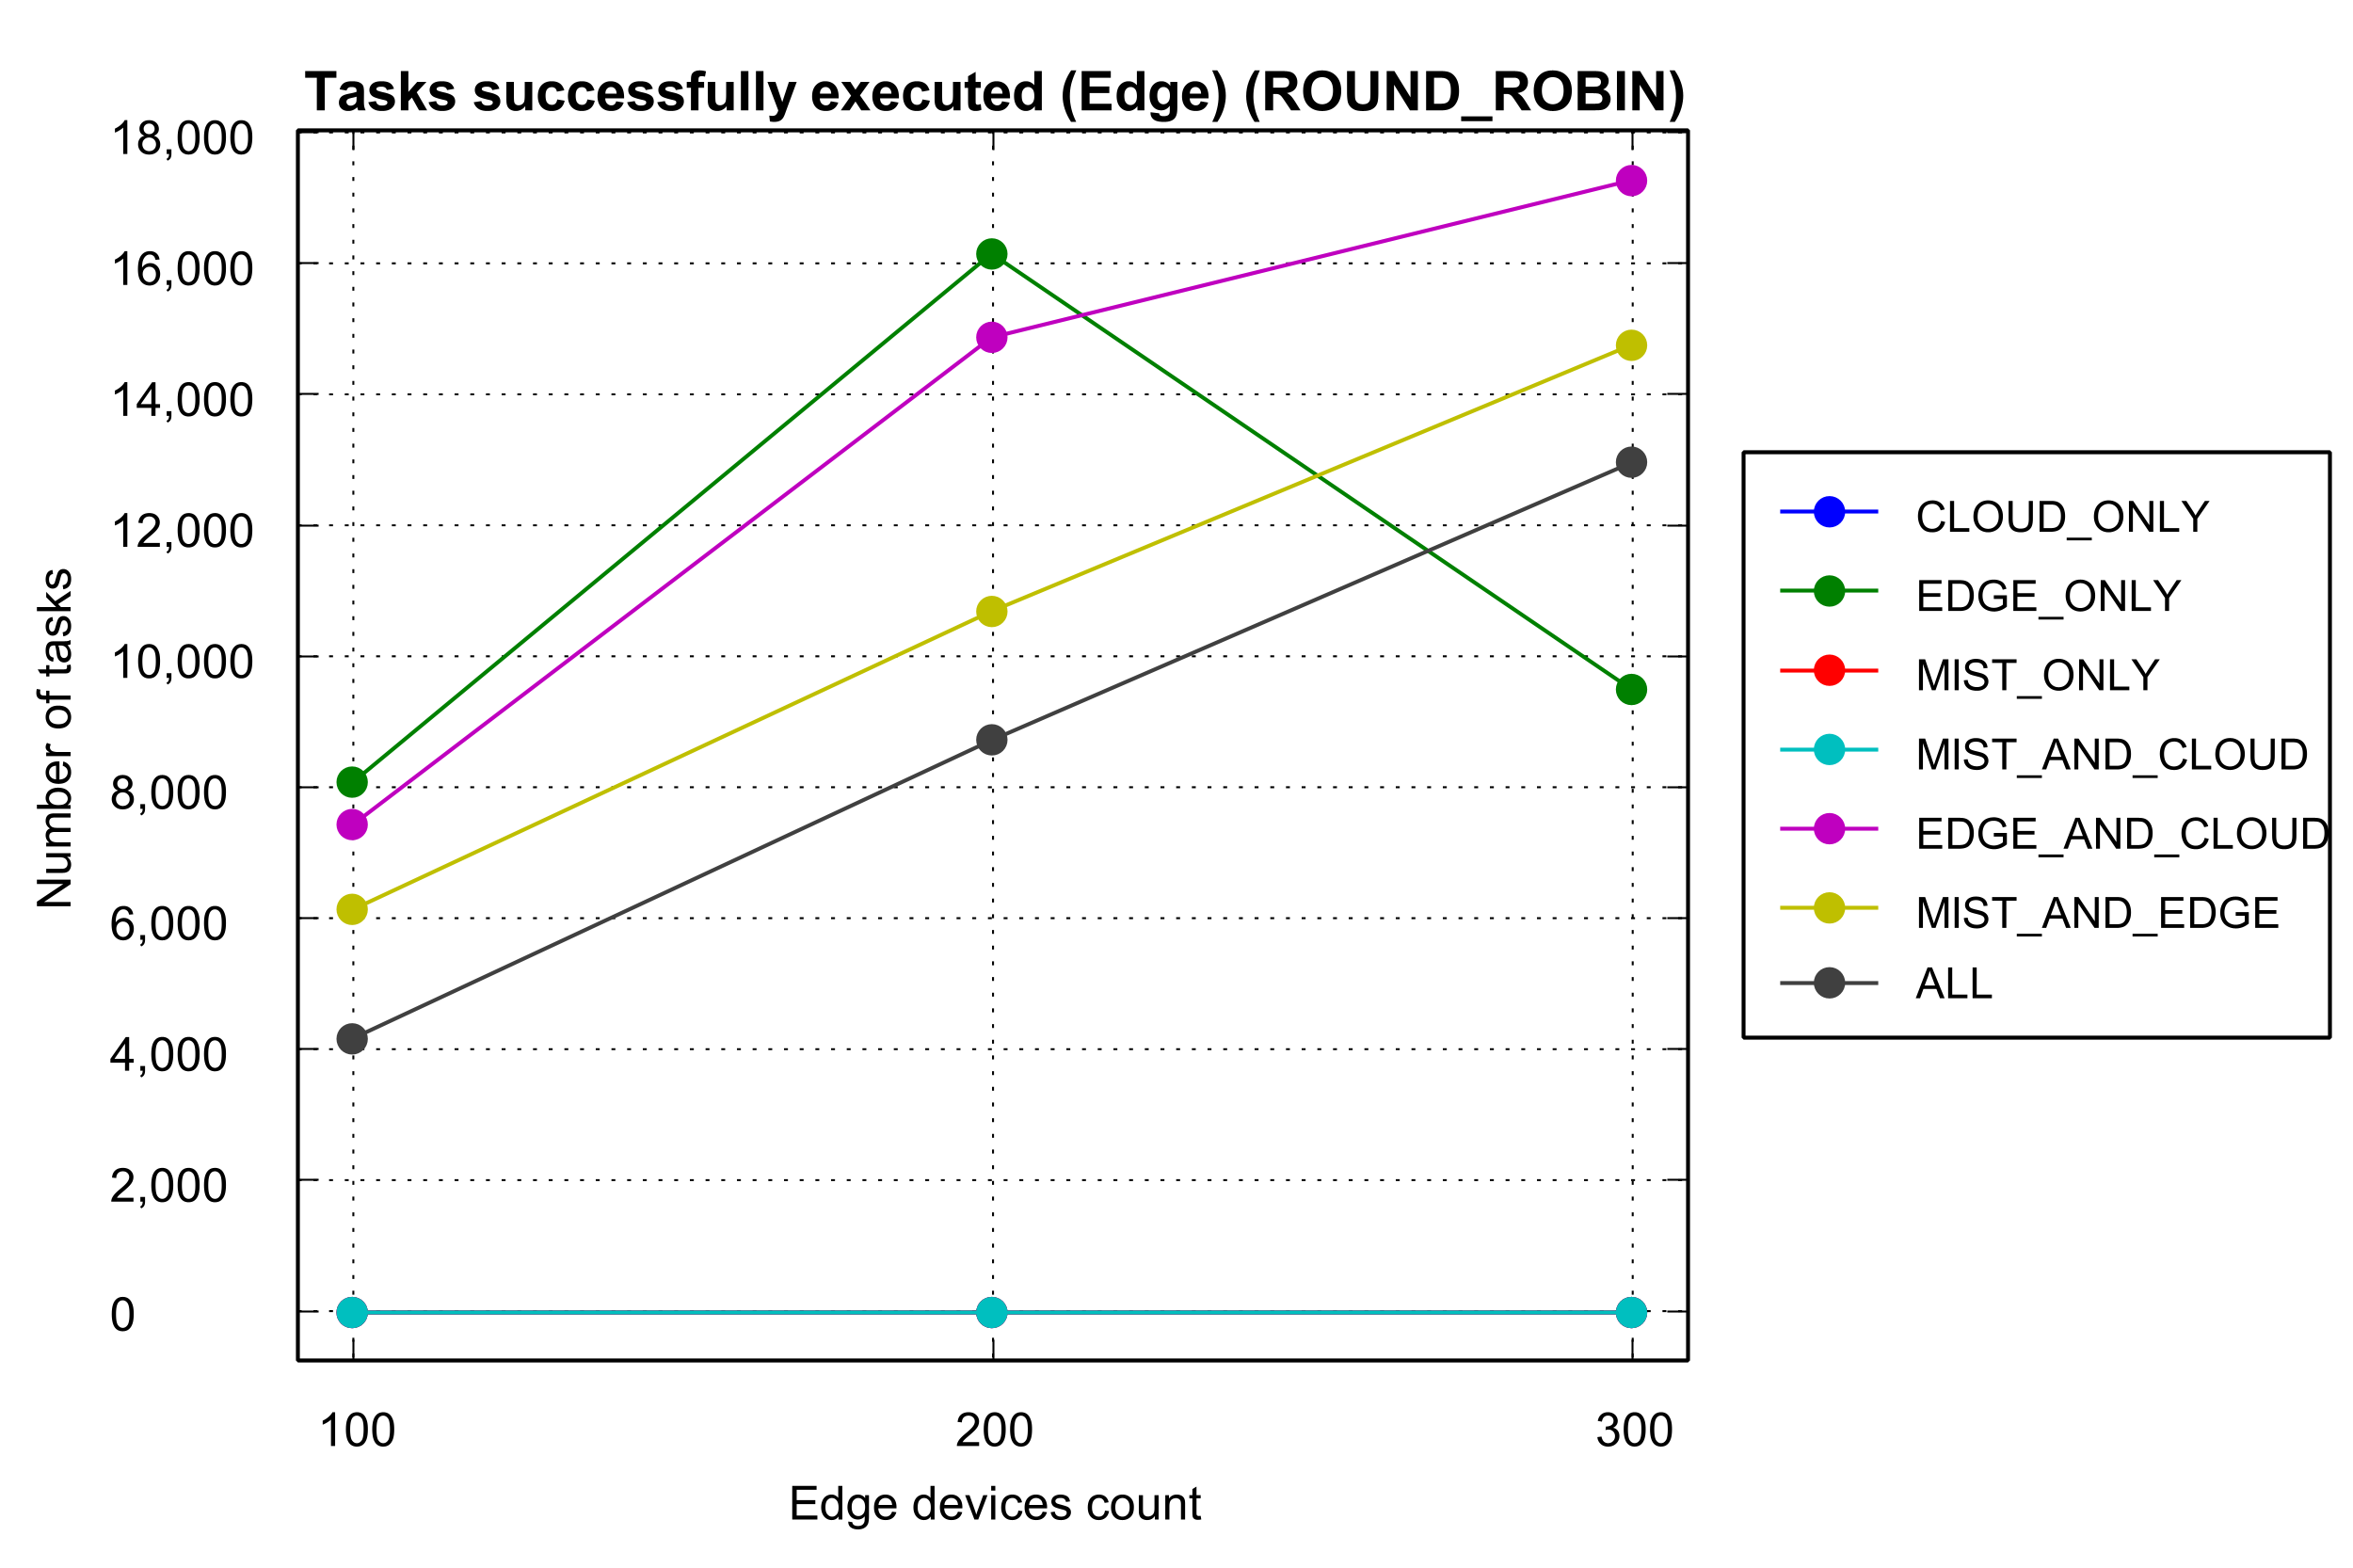 Tasks successfully executed (Edge) (ROUND_ROBIN)
18,000
16,000
14,000
12,000
10,000
8,000
6,000
4,000
2,000
0
Number of tasks
100
200
300
Edge devices count
CLOUD_ONLY
EDGE_ONLY
MIST_ONLY
MIST_AND_CLOUD
EDGE_AND_CLOUD
MIST_AND_EDGE
ALL